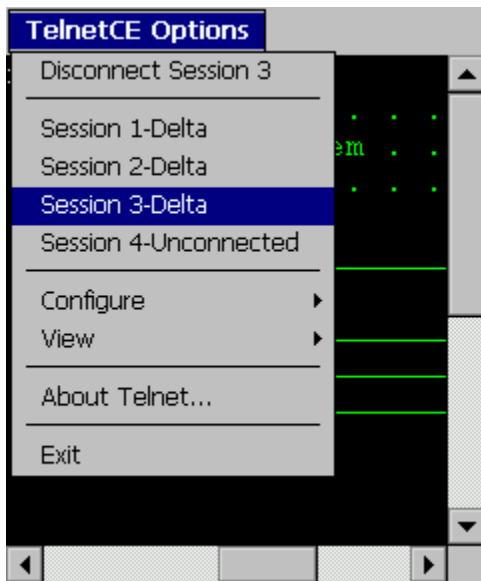 TelnetCE Options
Disconnect Session 3
Session 1-Delta
Session 2-Delta
Session 3-Delta
Session 4-Unconnected
Configure
View
About Telnet...
Exit